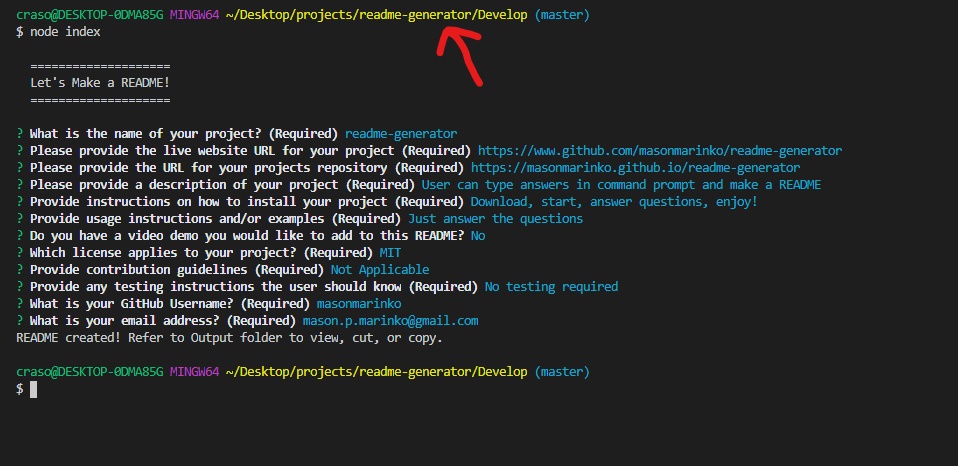 craso@DESKTOP-0DMA85G MINGW64 ~/Desktop/projects/readme-generator/Develop (master)
$ node index
====================
Let's Make a README!
====================
? What is the name of your project? (Required) readme-generator
? Please provide the live website URL for your project (Required) https://www.github.com/masonmarinko/readme-generator
? Please provide the URL for your projects repository (Required) https://masonmarinko.github.io/readme-generator
? Please provide a description of your project (Required) User can type answers in command prompt and make a README
? Provide instructions on how to install your project (Required) Download, start, answer questions, enjoy!
? Provide usage instructions and/or examples (Required) Just answer the questions
? Do you have a video demo you would like to add to this README? No
? Which license applies to your project? (Required) MIT
? Provide contribution guidelines (Required) Not Applicable
? Provide any testing instructions the user should know (Required) No testing required
? What is your GitHub Username? (Required) masonmarinko
? What is your email address? (Required) mason.p.marinko@gmail.com
README created! Refer to Output folder to view, cut, or copy.
craso@DESKTOP-0DMA85G MINGW64 ~/Desktop/projects/readme-generator/Develop (master)
$